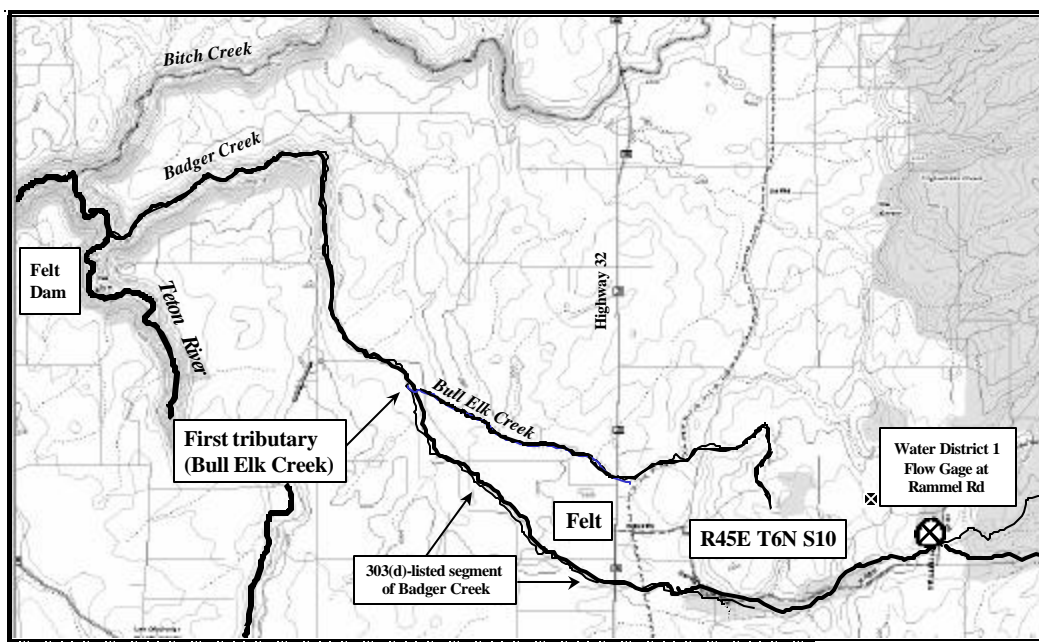 Bitch Creek
Badger Creek
Felt
Dam
Teton River
Highway 32
Bull Elk Creek
First tributary
(Bull Elk Creek)
Water District 1
Flow Gage at
Rammel Rd
Felt
R45E T6N S10
303(d)-listed segment
of Badger Creek